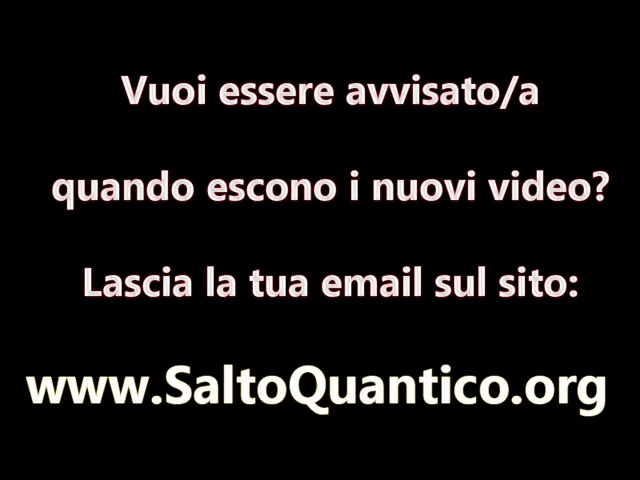 Vuoi essere avvisato/a
quando escono i nuovi video?
Lascia la tua email sul sito:
www.SaltoQuantico.org